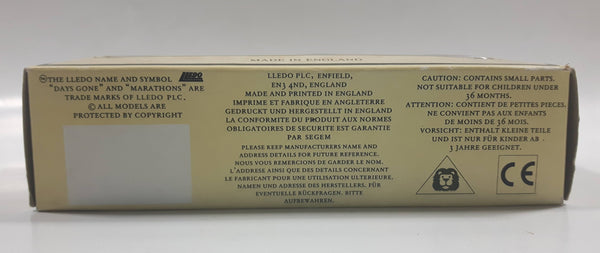 MADE IN ENGLAND
THE LLEDO NAME AND SYMBOL
LLEDO
"DAYS GONE" AND "MARATHONS" ARE
TRADE MARKS OF LLEDO PLC.
© ALL MODELS ARE
PROTECTED BY COPYRIGHT
LLEDO PLC, ENFIELD,
EN3 4ND, ENGLAND
MADE AND PRINTED IN ENGLAND
IMPRIME ET FABRIQUE EN ANGLETERRE
GEDRUCKT UND HERGESTELLT IN ENGLAND
LA CONFORMITE DU PRODUIT AUX NORMES
OBLIGATOIRES DE SECURITE EST GARANTIE
PAR SEGEM
PLEASE KEEP MANUFACTURERS NAME AND
ADDRESS DETAILS FOR FUTURE REFERENCE.
NOUS VOUS REMERCIONS DE GARDER LE NOM.
L'ADRESSE AINSI QUE DES DETAILS CONCERNANT
LE FABRICANT POUR UNE UTILISATION ULTERIEURE,
NAMEN UND ADRESSE DES HERSTELLERS. FÜR
EVENTUELLE RÜCKFRAGEN. BITTE
AUFBEWAHREN.
CAUTION: CONTAINS SMALL PARTS.
NOT SUITABLE FOR CHILDREN UNDER
36 MONTHS.
ATTENTION: CONTIENT DE PETITES PIECES.
NE CONVIENT PAS AUX ENFANTS
DE MOINS DE 36 MOIS.
VORSICHT: ENTHALT KLEINE TEILE
UND IST NUR FÜR KINDER AB
3 JAHRE GEEIGNET.
CE